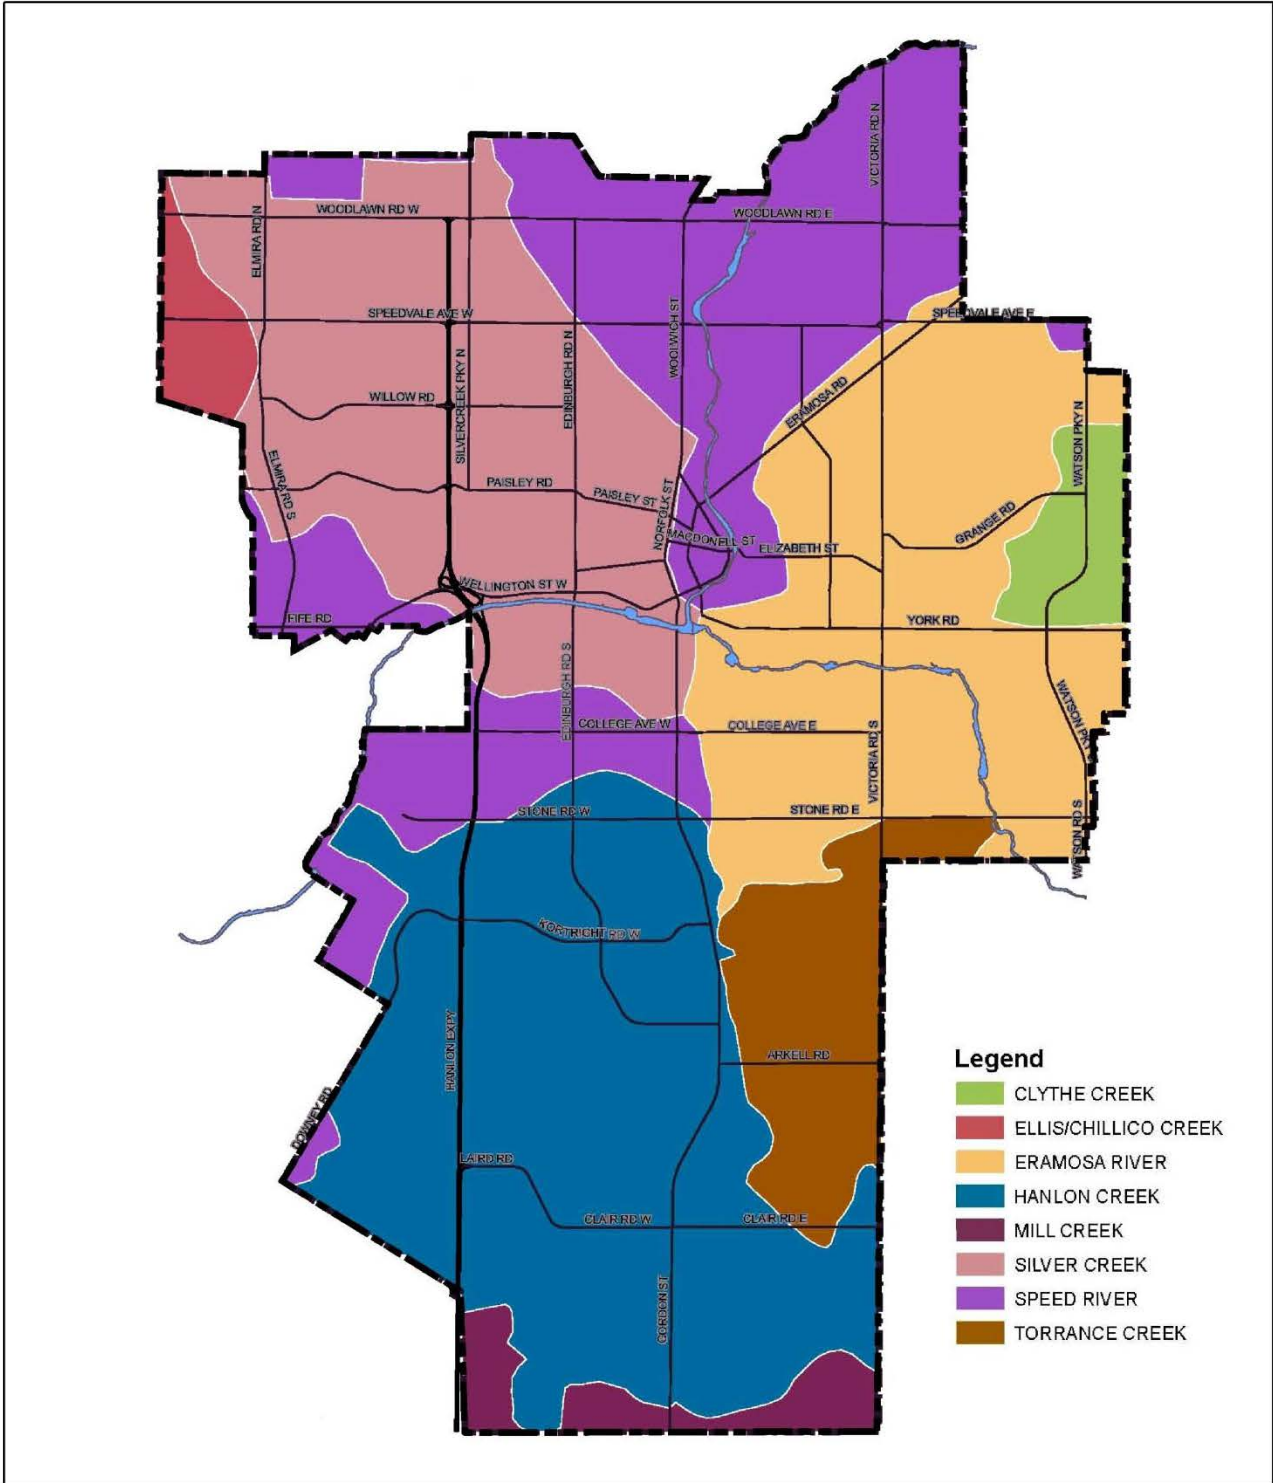 VICTORIA RD N
WOODLAWN RD W
WOODLAWN RD E
ELMIRA RD N
SPEEDVALE AVE W
SPEEDVALE AVE E
WOOLWICH ST
SILVERCREEK PKY N
EDINBURGH RD N
WILLOW RD
ERAMOSA RD
WATSON PKY N
ELMIRA RD S
PAISLEY RD
PAISLEY ST
NORFOLK ST
GRANGE RD
MACDONELL ST
ELIZABETH ST
WELLINGTON ST W
FIFE RD
YORK RD
EDINBURGH RD S
WATSON PKY S
COLLEGE AVE W
COLLEGE AVE E
VICTORIA RD S
STONE RD W
STONE RD E
WATSON RD S
KORTRIGHT RD W
HANLON EXPY
ARKELL RD
DOWNEY RD
LAIRD RD
CLAIR RD W
CLAIR RD E
GORDON ST
Legend
CLYTHE CREEK
ELLIS/CHILLICO CREEK
ERAMOSA RIVER
HANLON CREEK
MILL CREEK
SILVER CREEK
SPEED RIVER
TORRANCE CREEK